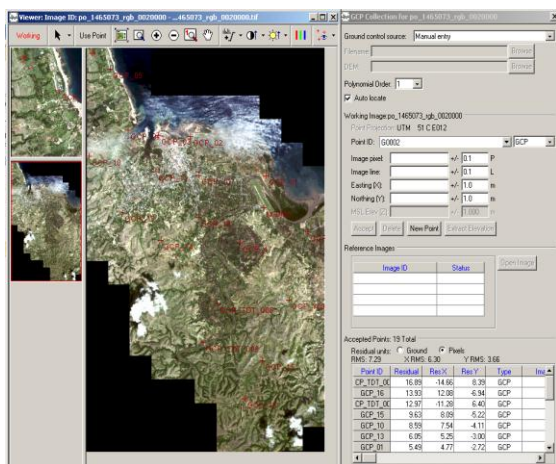 Viewer: Image ID: po_1465073_rgb_0020000 - ...465073_rgb_0020000.tif
Working
Use Point
GCP_02
GCP Collection for po_1465073_rgb_0020000
Ground control source: Manual entry
Filename: Browse
DEM: Browse
Polynomial Order: 1
Auto locate
Working Image:po_1465073_rgb_0020000
Point Projection: UTM 51 C E012
Point ID: G0002 GCP
Image pixel: +/- 0.1 P
Image line: +/- 0.1 L
Easting (X): +/- 1.0 m
Northing (Y): +/- 1.0 m
MSL Elev (Z): +/- 1.000 m
Accept Delete New Point Extract Elevation
Reference Images
Image ID Status Open Image
Accepted Points: 19 Total
Residual units: Ground Pixels
RMS: 7.29 X RMS: 6.30 Y RMS: 3.66
Point ID Residual Res X Res Y Type
CP_TDT_0C 16.89 -14.66 8.39 GCP
GCP_16 13.93 12.08 -6.94 GCP
CP_TDT_0C 12.97 -11.28 6.40 GCP
GCP_15 9.63 8.09 -5.22 GCP
GCP_10 8.59 7.54 -4.11 GCP
GCP_13 6.05 5.25 -3.00 GCP
GCP_01 5.49 4.77 -2.72 GCP